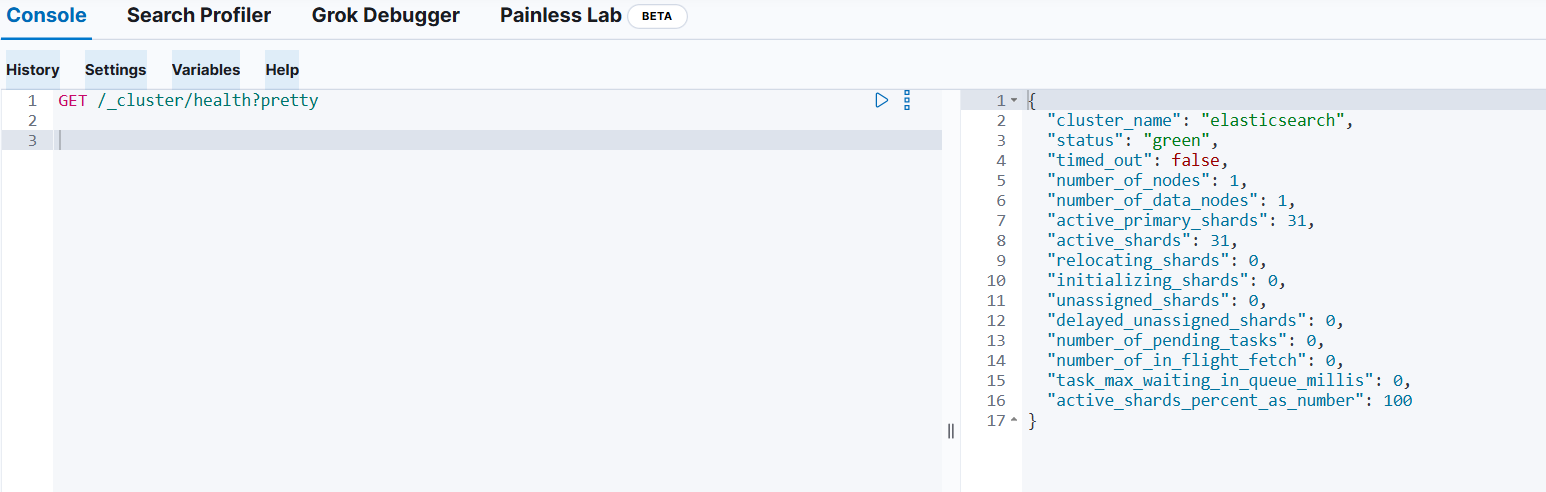 Console Search Profiler Grok Debugger Painless Lab BETA
History Settings Variables Help
1 GET /_cluster/health?pretty
2
3
1 {
2 "cluster_name": "elasticsearch",
3 "status": "green",
4 "timed_out": false,
5 "number_of_nodes": 1,
6 "number_of_data_nodes": 1,
7 "active_primary_shards": 31,
8 "active_shards": 31,
9 "relocating_shards": 0,
10 "initializing_shards": 0,
11 "unassigned_shards": 0,
12 "delayed_unassigned_shards": 0,
13 "number_of_pending_tasks": 0,
14 "number_of_in_flight_fetch": 0,
15 "task_max_waiting_in_queue_millis": 0,
16 "active_shards_percent_as_number": 100
17 }